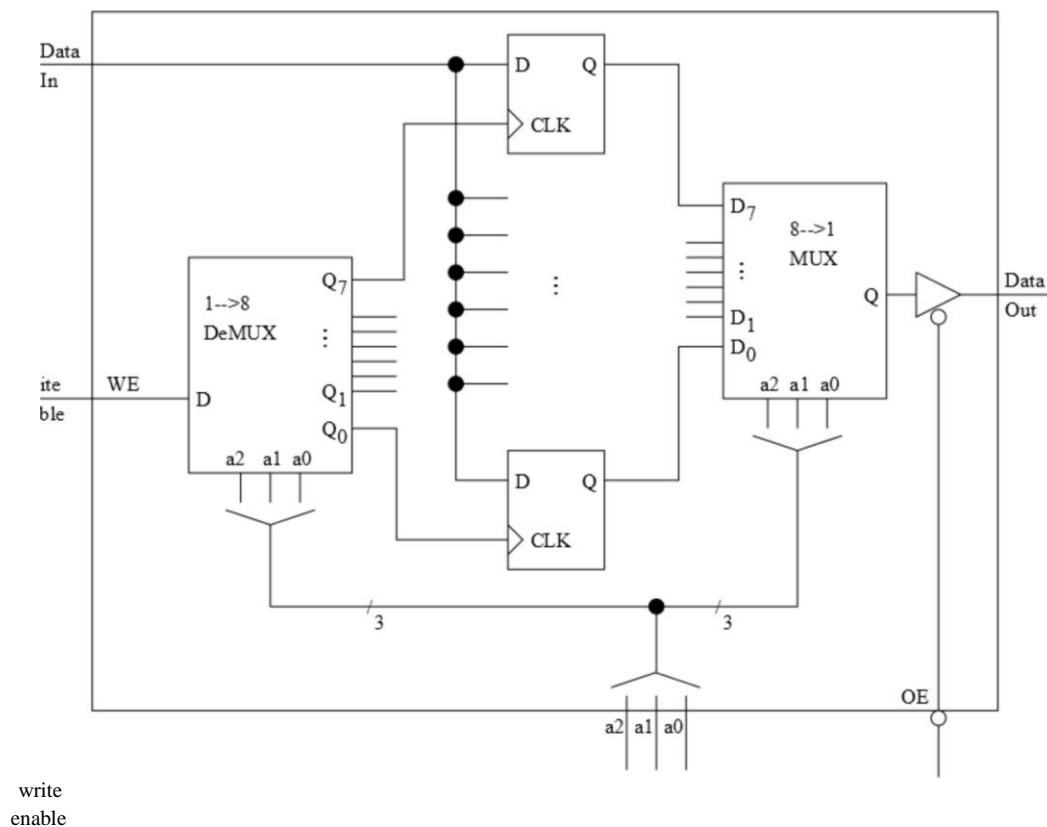 Data
In
D Q
CLK
D7
8-->1
MUX
...
Q
D1
D0
a2 a1 a0
Data
Out
Q7
1-->8
DeMUX
...
...
ite
ble
WE
D
Q1
Q0
a2 a1 a0
D Q
CLK
3
3
OE
a2 a1 a0
write
enable